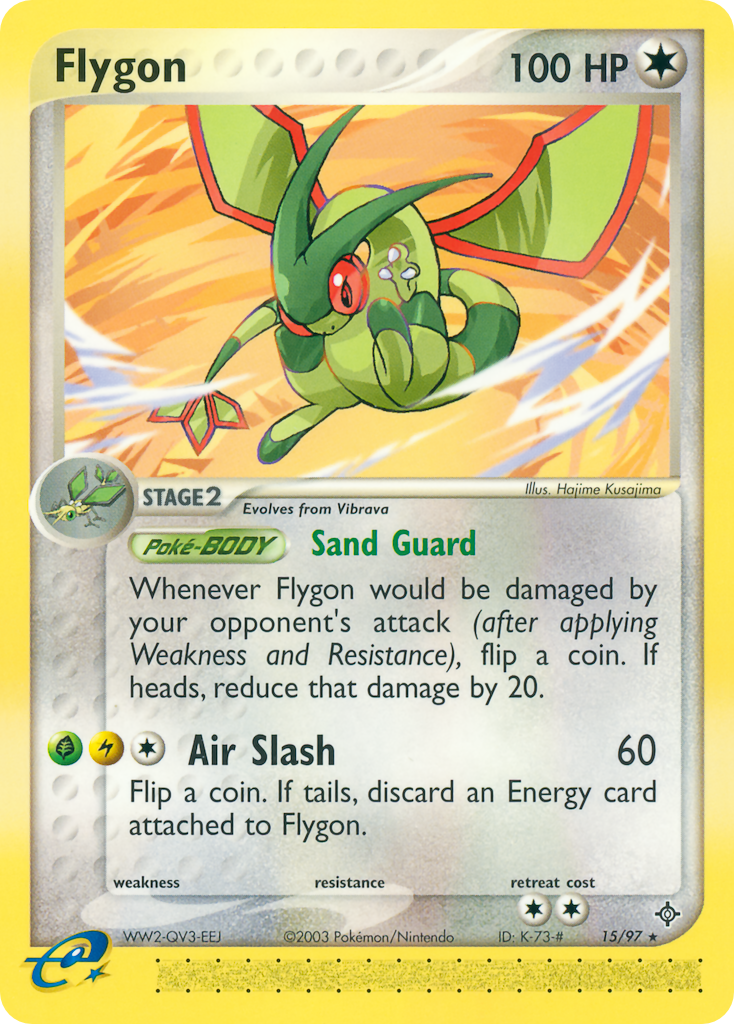 Flygon 100 HP
Illus. Hajime Kusajima
STAGE2
Evolves from Vibrava
Poké-BODY Sand Guard
Whenever Flygon would be damaged by
your opponent's attack (after applying
Weakness and Resistance), flip a coin. If
heads, reduce that damage by 20.
Air Slash 60
Flip a coin. If tails, discard an Energy card
attached to Flygon.
weakness resistance retreat cost
WW2-QV3-EEJ ©2003 Pokémon/Nintendo ID: K-73-# 15/97 ★
e